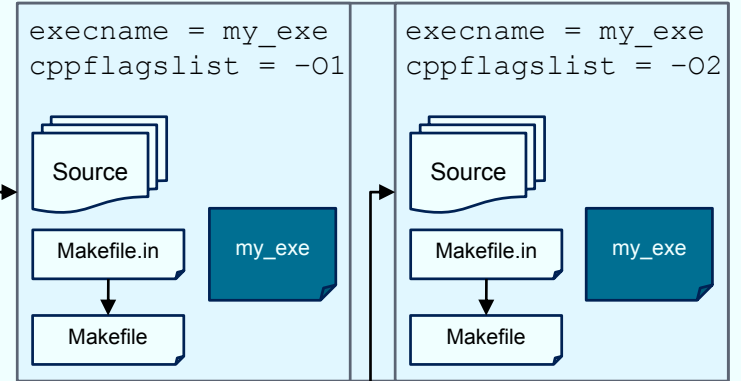 execname = my_exe
cppflagslist = -O1
Source
Makefile.in
my_exe
Makefile
execname = my_exe
cppflagslist = -O2
Source
Makefile.in
my_exe
Makefile